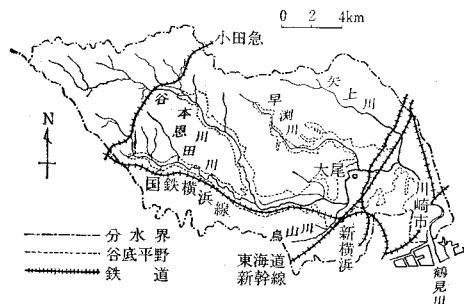 0 2 4km
小田急
谷本川
恩田川
早渕川
矢上川
N
太尾
国鉄横浜線
鳥山川
新横浜
川崎市
東海道
新幹線
鶴見川
分水界
谷底平野
鉄道